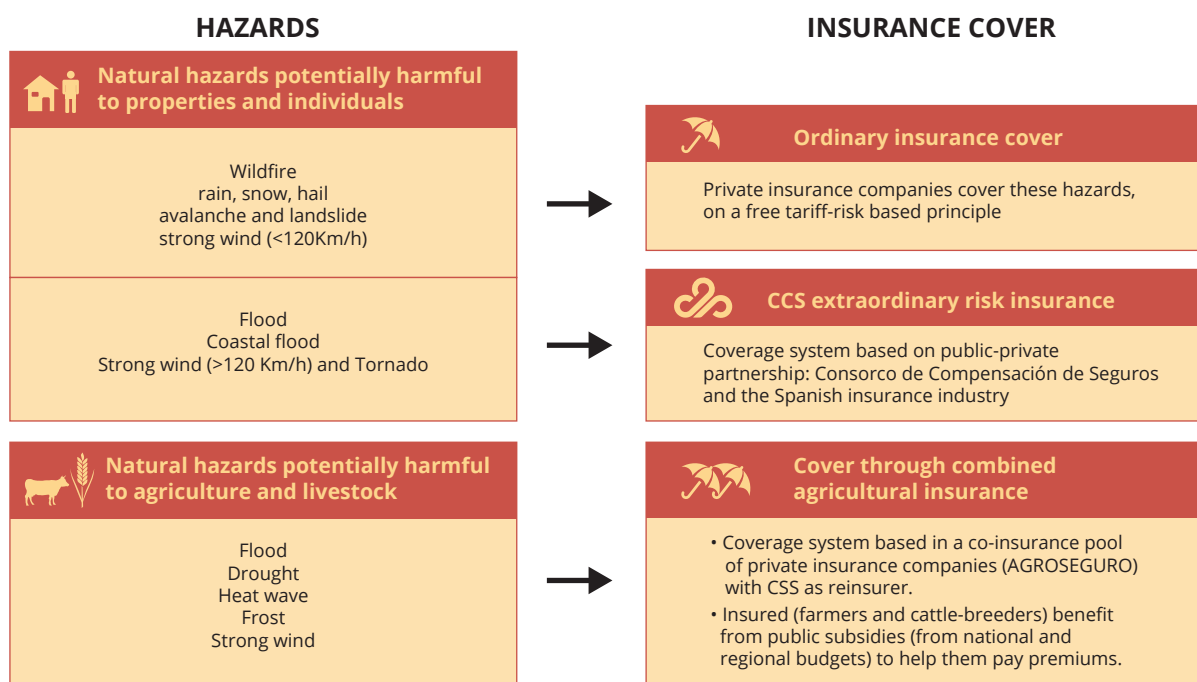 HAZARDS
INSURANCE COVER
Natural hazards potentially harmful
to properties and individuals
Wildfire
rain, snow, hail
avalanche and landslide
strong wind (<120Km/h)
Ordinary insurance cover
Private insurance companies cover these hazards,
on a free tariff-risk based principle
Flood
Coastal flood
Strong wind (>120 Km/h) and Tornado
CCS extraordinary risk insurance
Coverage system based on public-private
partnership: Consorco de Compensación de Seguros
and the Spanish insurance industry
Natural hazards potentially harmful
to agriculture and livestock
Flood
Drought
Heat wave
Frost
Strong wind
Cover through combined
agricultural insurance
• Coverage system based in a co-insurance pool
of private insurance companies (AGROSEGURO)
with CSS as reinsurer.
• Insured (farmers and cattle-breeders) benefit
from public subsidies (from national and
regional budgets) to help them pay premiums.